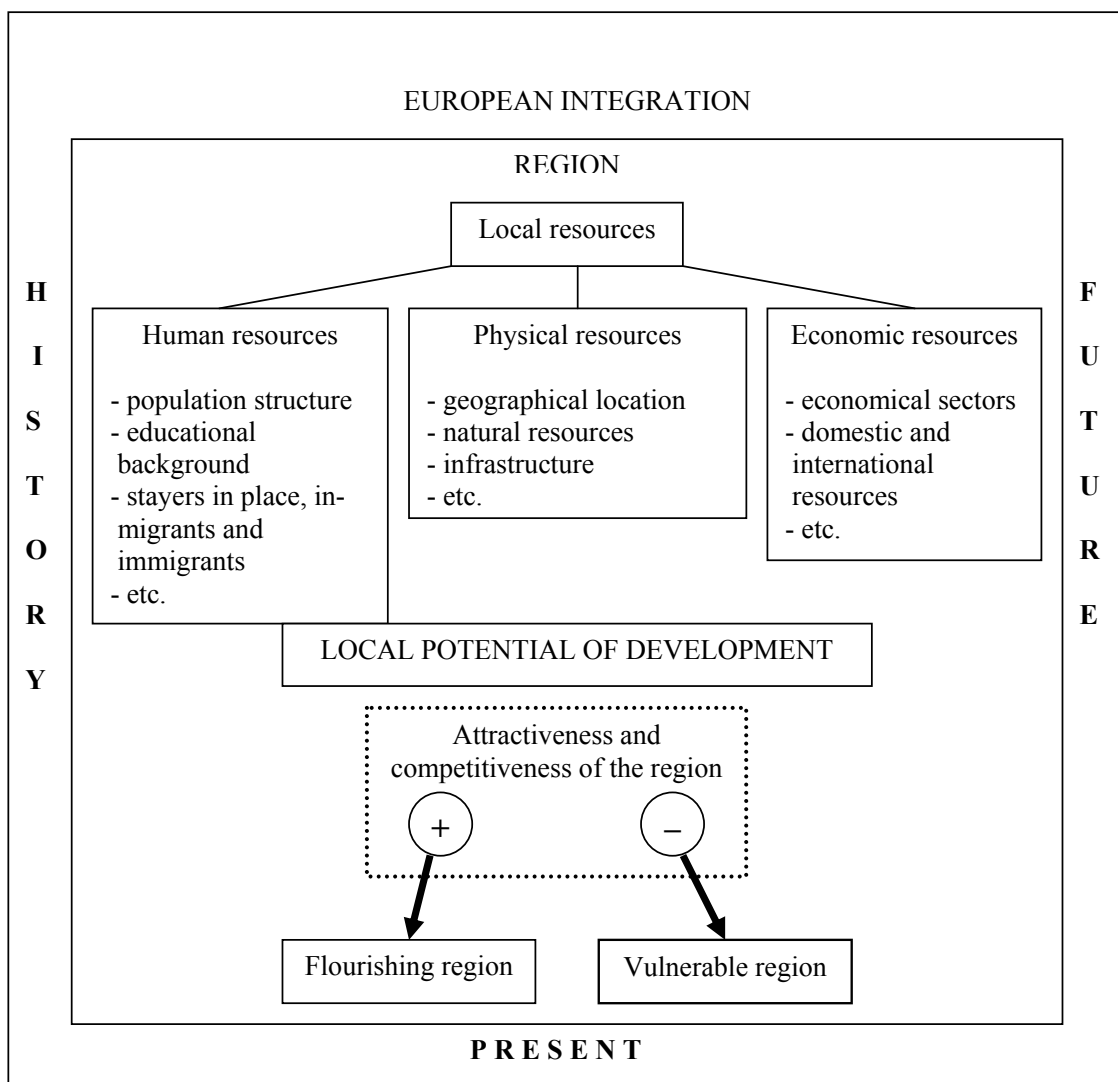 EUROPEAN INTEGRATION
REGION
Local resources
H
I
S
T
O
R
Y
Human resources
- population structure
- educational
background
- stayers in place, in-
migrants and
immigrants
- etc.
Physical resources
- geographical location
- natural resources
- infrastructure
- etc.
Economic resources
- economical sectors
- domestic and
international
resources
- etc.
F
U
T
U
R
E
LOCAL POTENTIAL OF DEVELOPMENT
Attractiveness and
competitiveness of the region
+
–
Flourishing region
Vulnerable region
P R E S E N T